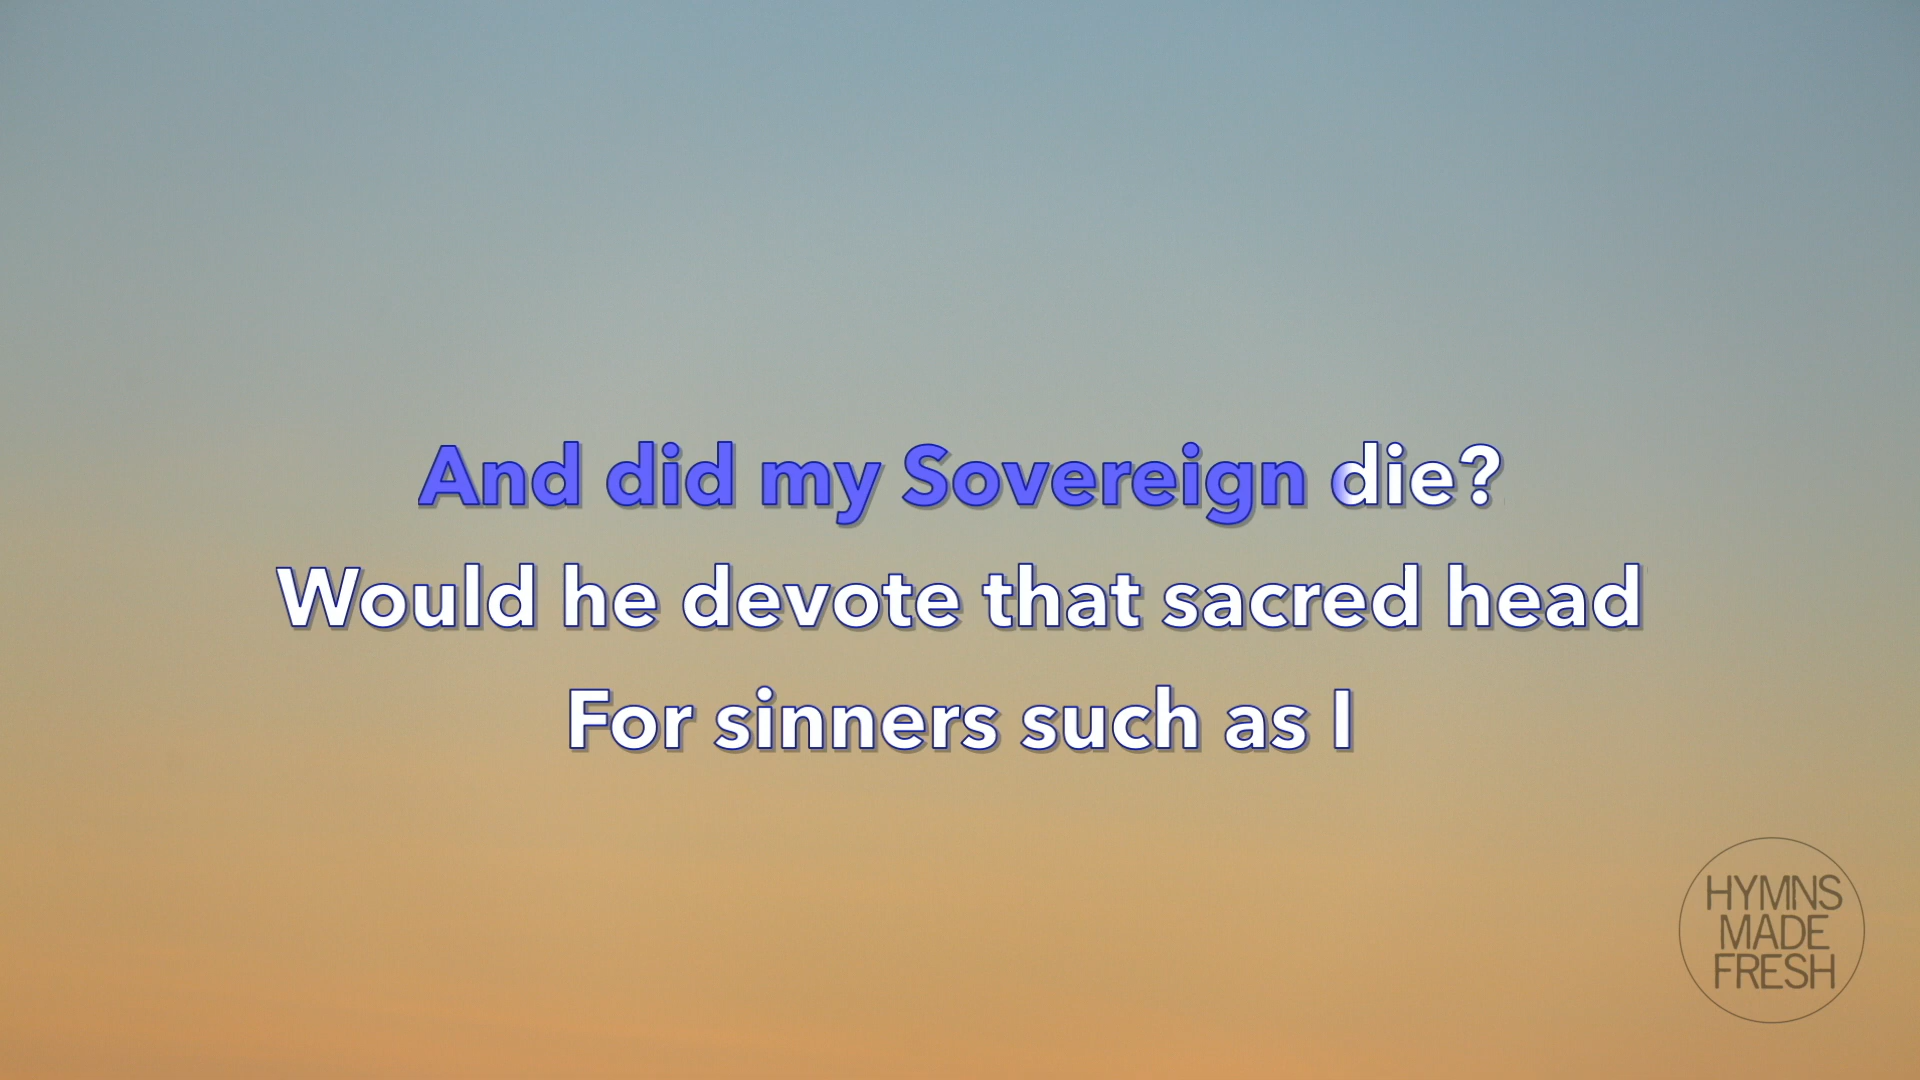 And did my Sovereign die?
Would he devote that sacred head
For sinners such as I
HYMNS
MADE
FRESH